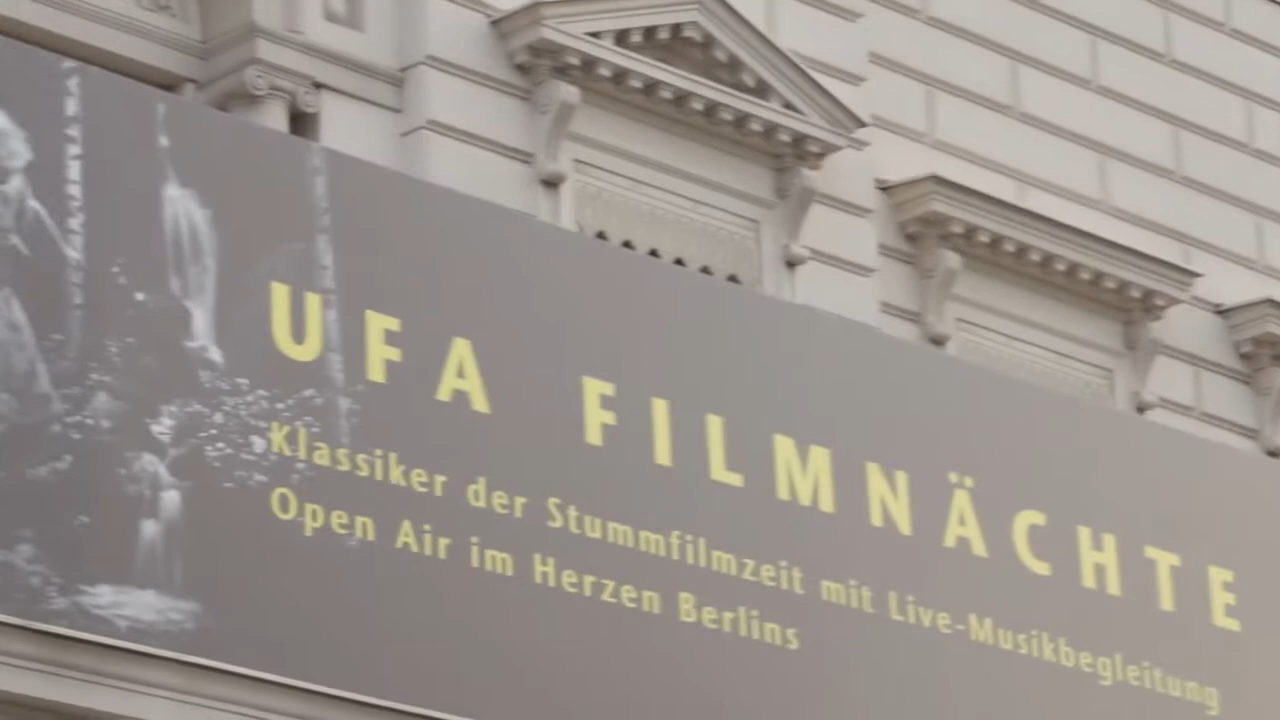 UFA FILMNÄCHTE
Klassiker der Stummfilmzeit mit Live-Musikbegleitung
Open Air im Herzen Berlins